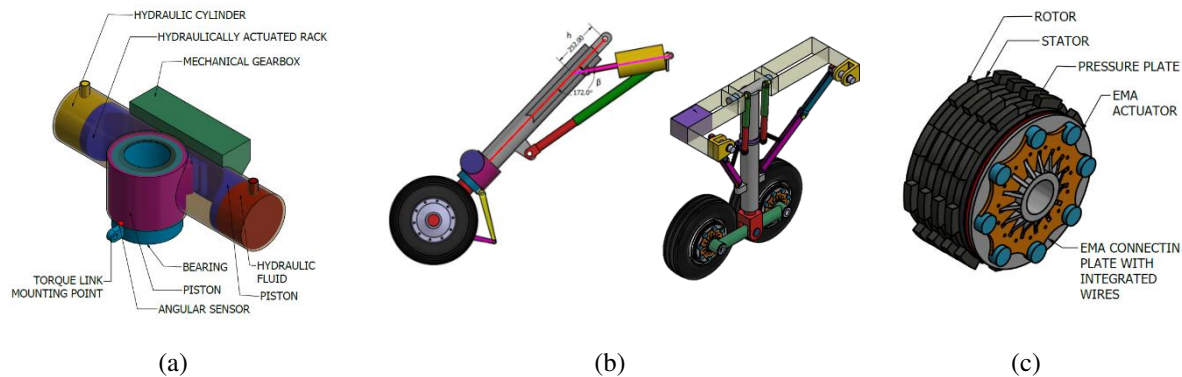 HYDRAULIC CYLINDER
HYDRAULICALLY ACTUATED RACK
MECHANICAL GEARBOX
TORQUE LINK
MOUNTING POINT
BEARING
PISTON
ANGULAR SENSOR
HYDRAULIC
FLUID
PISTON
(a)
h
252.00
172.0°
β
(b)
ROTOR
STATOR
PRESSURE PLATE
EMA
ACTUATOR
EMA CONNECTIN
PLATE WITH
INTEGRATED
WIRES
(c)